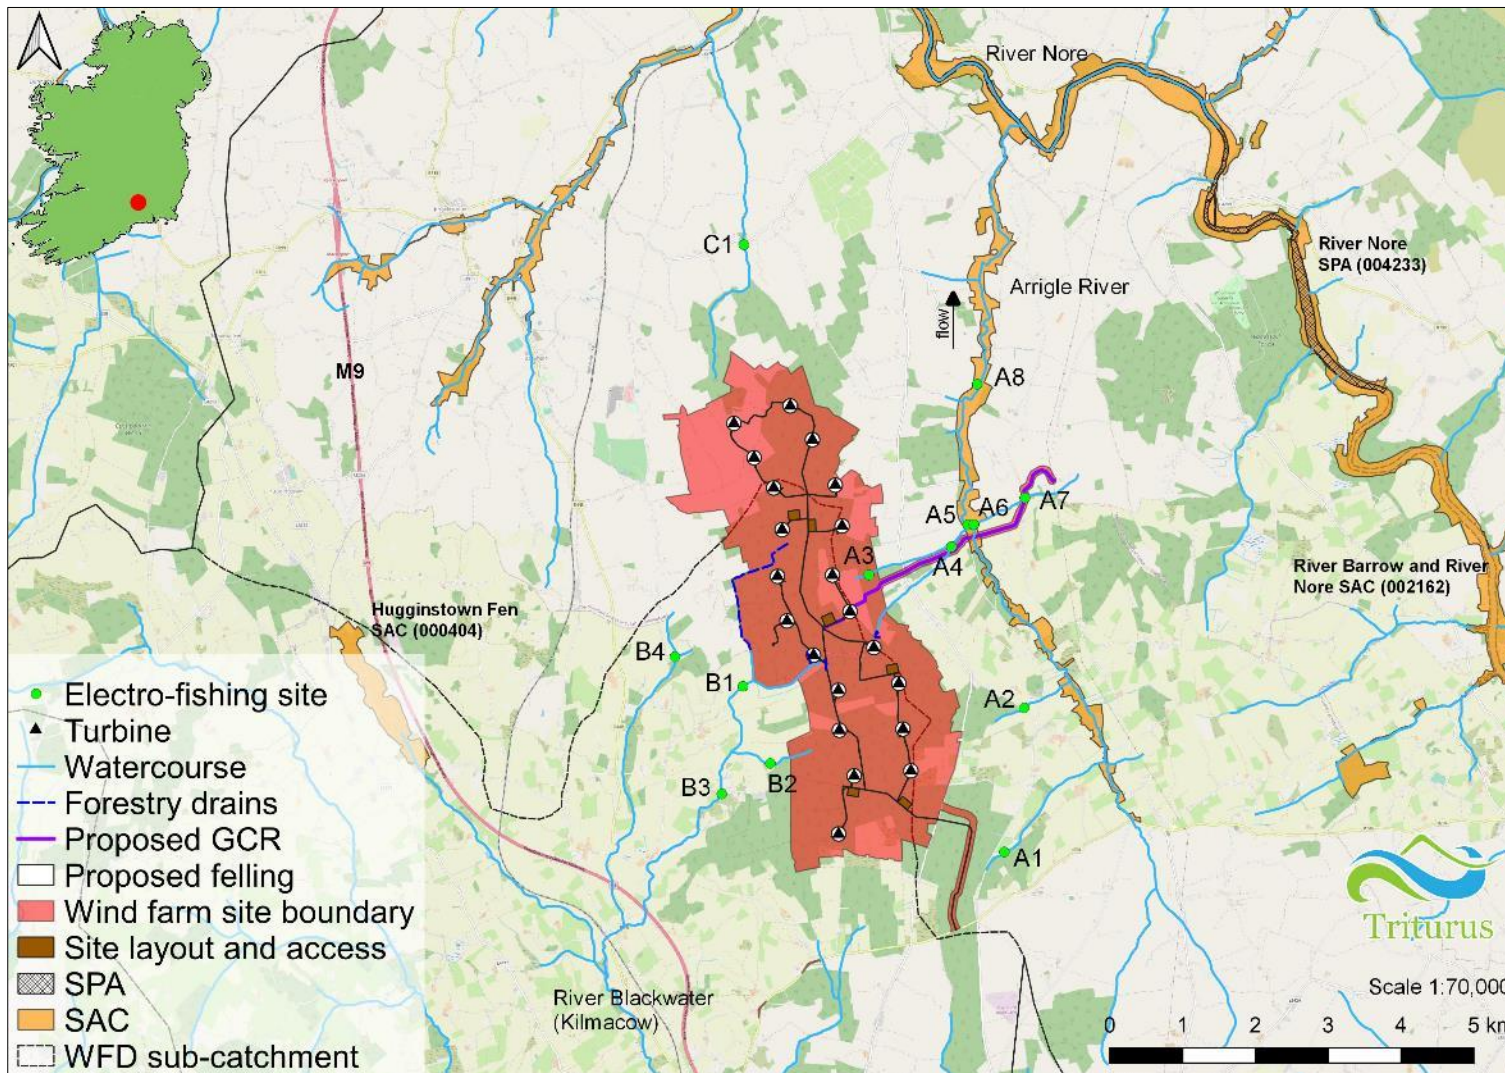 River Nore
C1
River Nore
SPA (004233)
Arrigle River
flow
M9
A8
A5
A6
A7
A3
A4
River Barrow and River
Nore SAC (002162)
Hugginstown Fen
SAC (000404)
B4
B1
A2
B2
B3
A1
River Blackwater
(Kilmacow)
Electro-fishing site
Turbine
Watercourse
Forestry drains
Proposed GCR
Proposed felling
Wind farm site boundary
Site layout and access
SPA
SAC
WFD sub-catchment
Triturus
Scale 1:70,000
0 1 2 3 4 5 km